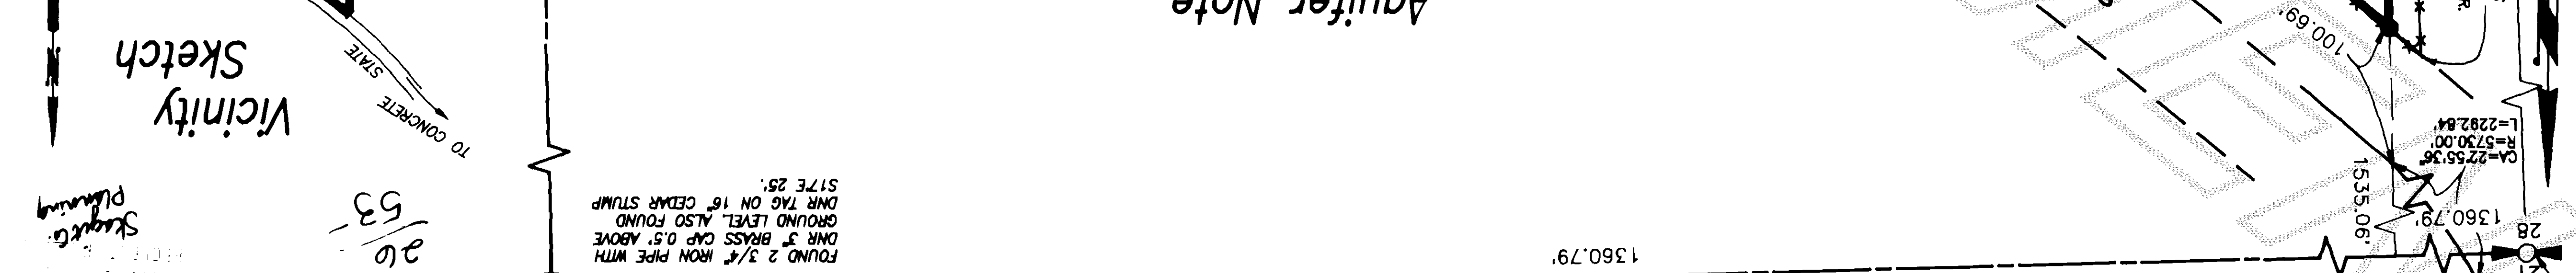 1360.79'
FOUND 2 3/4" IRON PIPE WITH
DNR 3" BRASS CAP 0.5' ABOVE
GROUND LEVEL ALSO FOUND
DNR TAG ON 16" CEDAR STUMP
S17°E 25'.
26
53
Skagit Co.
Planning
28
1360.79'
1535.06'
CA=22°55'36"
R=5730.00'
L=2292.84'
100.69'
TO CONCRETE
STATE
Vicinity
Sketch
Aquifer Note